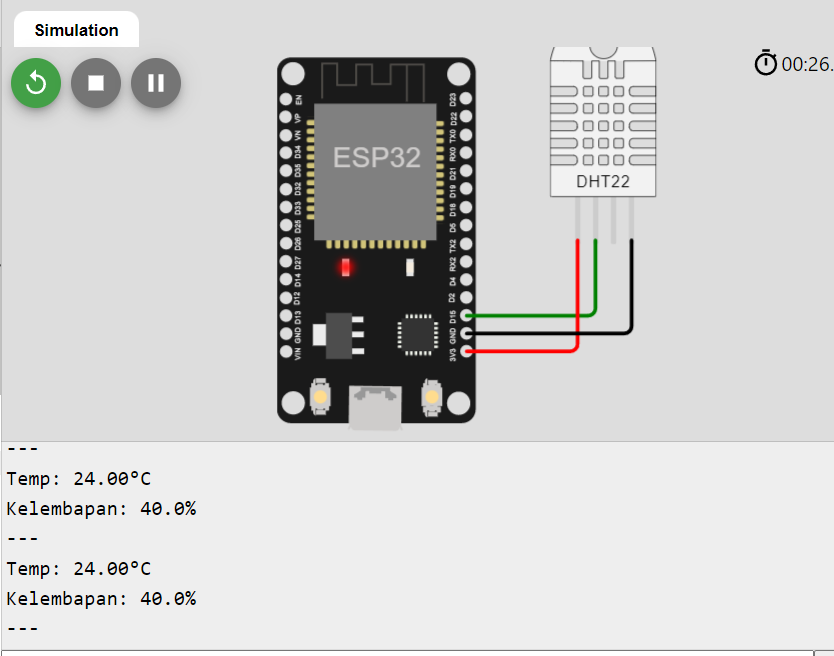 Simulation
00:26.
EN
VP
VN
D34
D35
D32
D33
D25
D26
D27
D14
D12
D13
GND
VIN
ESP32
D23
D22
TX0
RX0
D21
D19
D18
D5
TX2
RX2
D4
D2
D15
GND
3V3
DHT22
---
Temp: 24.00°C
Kelembapan: 40.0%
---
Temp: 24.00°C
Kelembapan: 40.0%
---